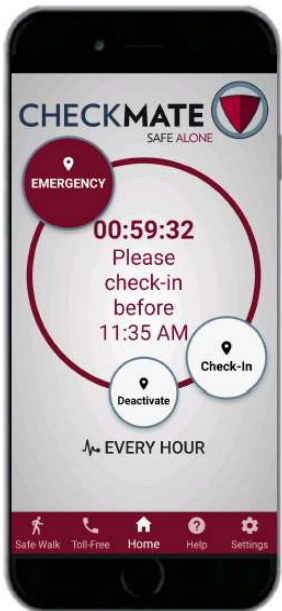 CHECKMATE
SAFE ALONE
EMERGENCY
00:59:32
Please
check-in
before
11:35 AM
Check-In
Deactivate
EVERY HOUR
Safe Walk Toll-Free Home Help Settings